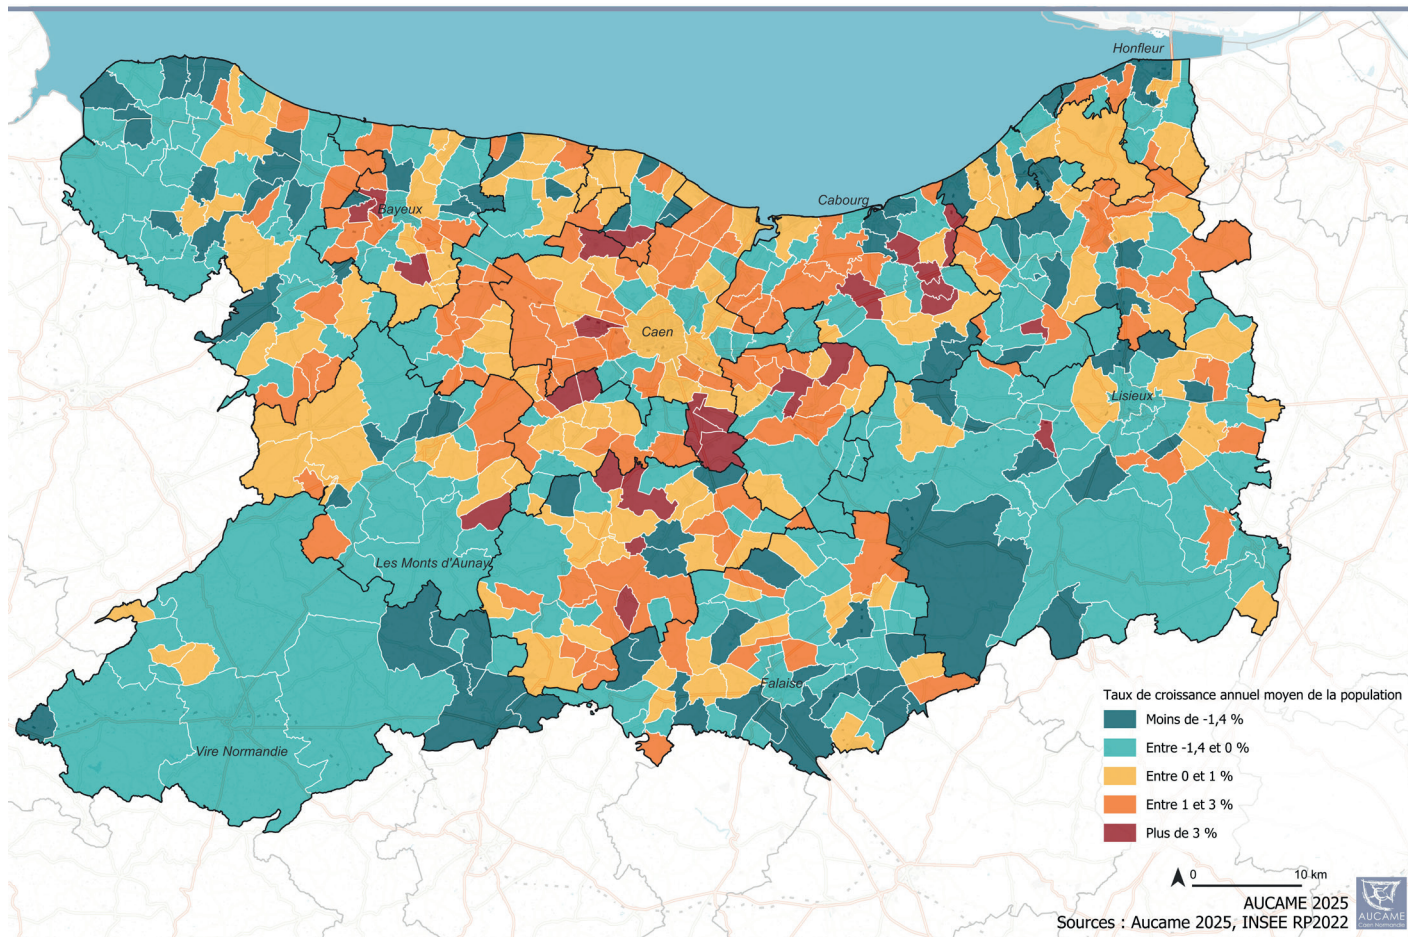 Honfleur
Cabourg
Bayeux
Caen
Lisieux
Les Monts d'Aunay
Falaise
Vire Normandie
Taux de croissance annuel moyen de la population
Moins de -1,4 %
Entre -1,4 et 0 %
Entre 0 et 1 %
Entre 1 et 3 %
Plus de 3 %
0 10 km
AUCAME 2025
Sources : Aucame 2025, INSEE RP2022
AUCAME
Caen Normandie